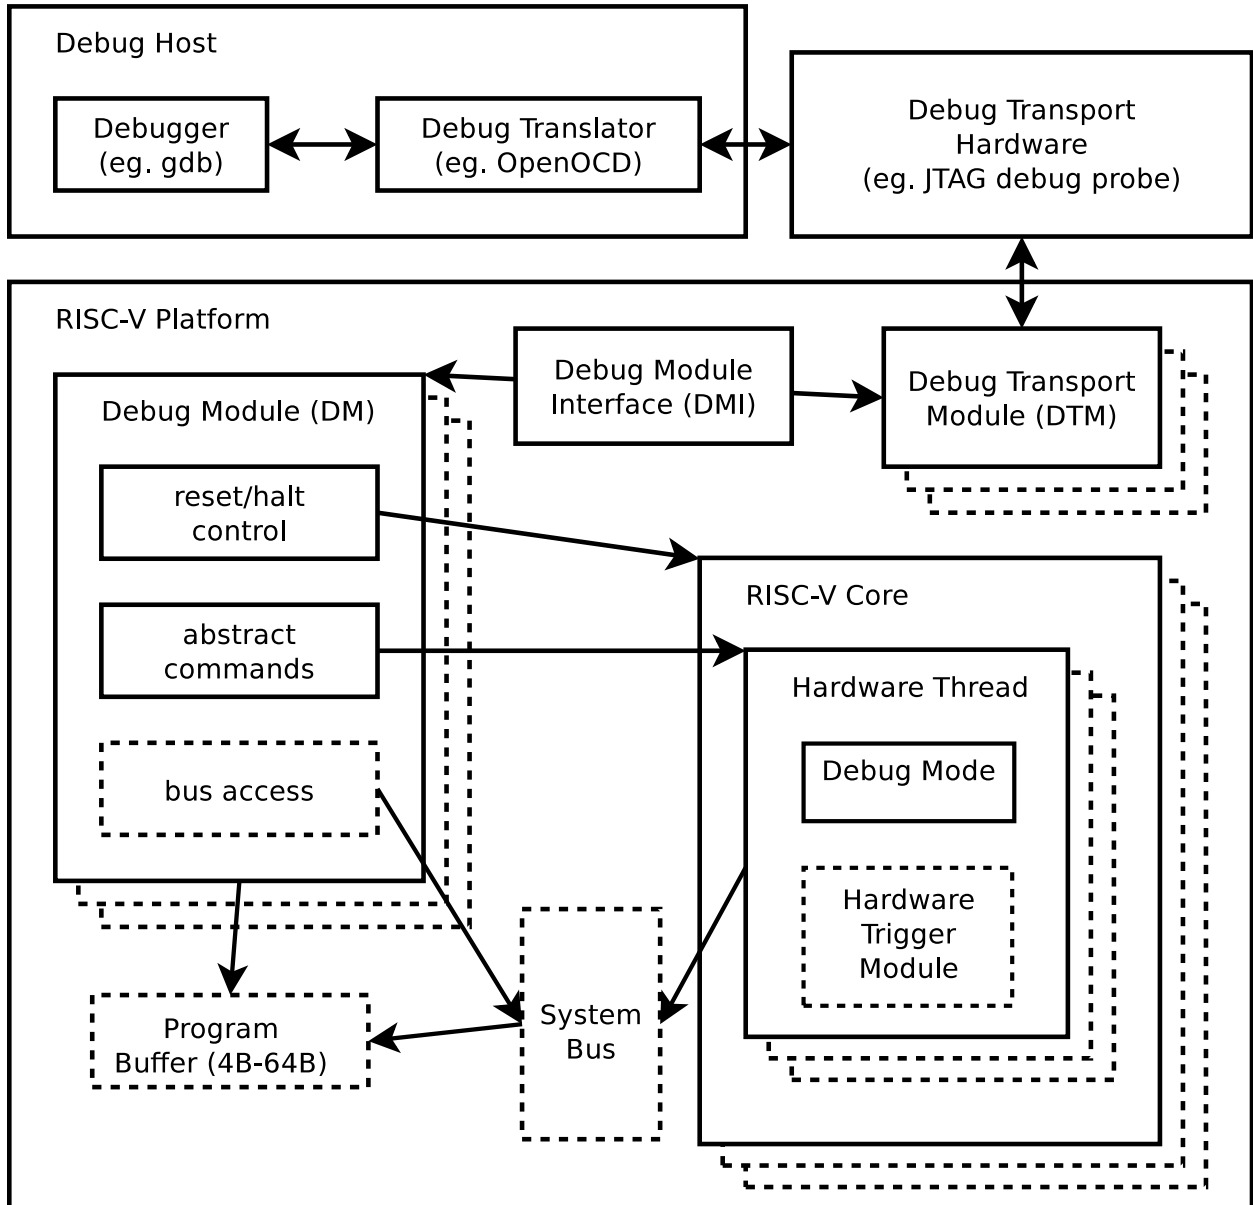 Debug Host
Debugger
(eg. gdb)
Debug Translator
(eg. OpenOCD)
Debug Transport
Hardware
(eg. JTAG debug probe)
RISC-V Platform
Debug Module
Interface (DMI)
Debug Transport
Module (DTM)
Debug Module (DM)
reset/halt
control
abstract
commands
bus access
RISC-V Core
Hardware Thread
Debug Mode
Hardware
Trigger
Module
System
Bus
Program
Buffer (4B-64B)